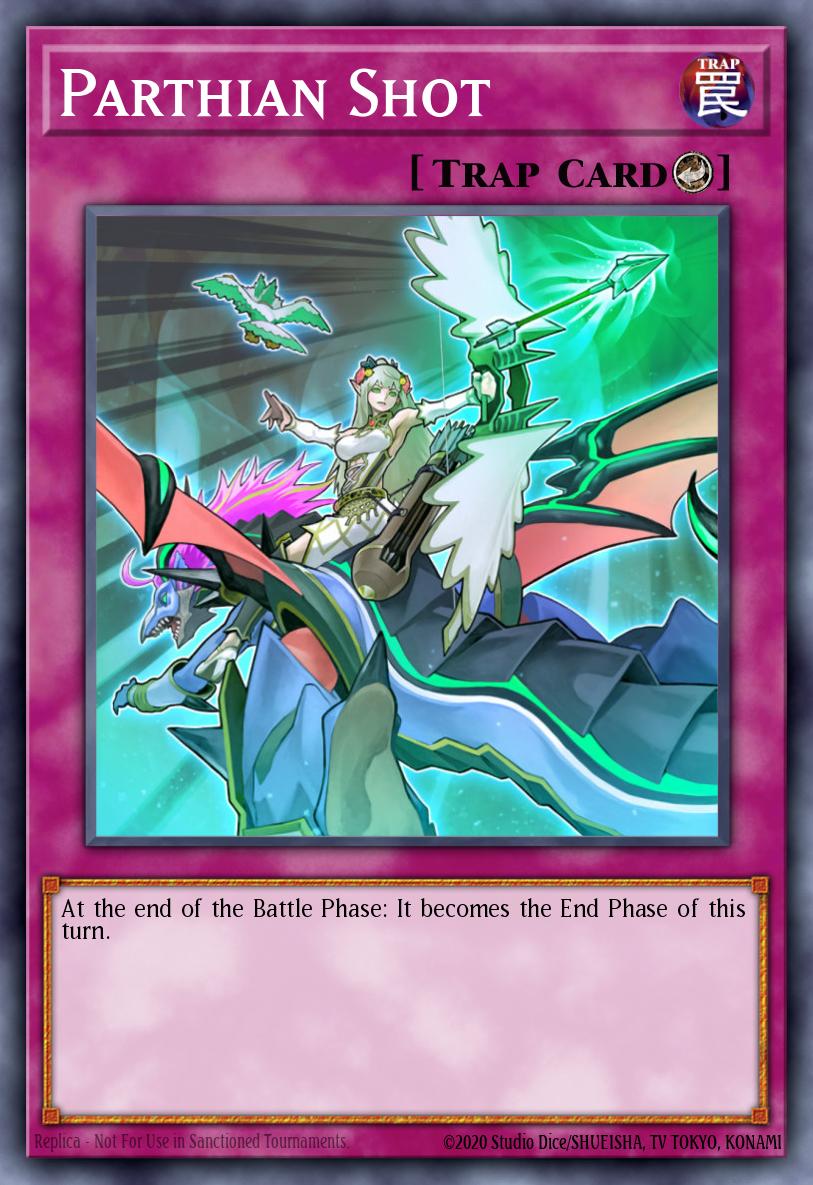 PARTHIAN SHOT
TRAP
罠
[TRAP CARD]
At the end of the Battle Phase: It becomes the End Phase of this
turn.
Replica - Not For Use in Sanctioned Tournaments.
©2020 Studio Dice/SHUEISHA, TV TOKYO, KONAMI